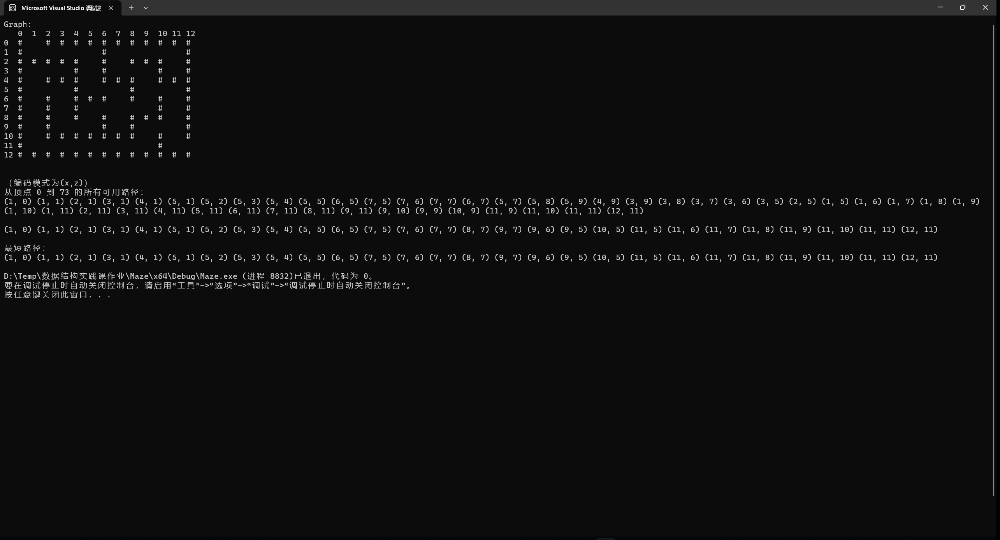 Microsoft Visual Studio 调试
Graph:
    0  1  2  3  4  5  6  7  8  9  10 11 12
0  #     #  #  #  #  #  #  #  #  #  #  #
1  #                 #                 #
2  #  #  #  #  #     #     #  #  #     #
3  #           #     #           #     #
4  #     #  #  #     #  #  #     #  #  #
5  #           #           #           #
6  #     #     #  #  #     #     #     #
7  #     #     #                 #     #
8  #     #     #     #     #  #  #     #
9  #     #           #     #           #
10 #     #  #  #  #  #  #  #     #     #
11 #                             #
12 #  #  #  #  #  #  #  #  #  #  #  #  #
（编码模式为(x,z)）
从顶点 0 到 73 的所有可用路径：
(1, 0) (1, 1) (2, 1) (3, 1) (4, 1) (5, 1) (5, 2) (5, 3) (5, 4) (5, 5) (6, 5) (7, 5) (7, 6) (7, 7) (6, 7) (5, 7) (5, 8) (5, 9) (4, 9) (3, 9) (3, 8) (3, 7) (3, 6) (3, 5) (2, 5) (1, 5) (1, 6) (1, 7) (1, 8) (1, 9)
(1, 10) (1, 11) (2, 11) (3, 11) (4, 11) (5, 11) (6, 11) (7, 11) (8, 11) (9, 11) (9, 10) (9, 9) (10, 9) (11, 9) (11, 10) (11, 11) (12, 11)
(1, 0) (1, 1) (2, 1) (3, 1) (4, 1) (5, 1) (5, 2) (5, 3) (5, 4) (5, 5) (6, 5) (7, 5) (7, 6) (7, 7) (8, 7) (9, 7) (9, 6) (9, 5) (10, 5) (11, 5) (11, 6) (11, 7) (11, 8) (11, 9) (11, 10) (11, 11) (12, 11)
最短路径：
(1, 0) (1, 1) (2, 1) (3, 1) (4, 1) (5, 1) (5, 2) (5, 3) (5, 4) (5, 5) (6, 5) (7, 5) (7, 6) (7, 7) (8, 7) (9, 7) (9, 6) (9, 5) (10, 5) (11, 5) (11, 6) (11, 7) (11, 8) (11, 9) (11, 10) (11, 11) (12, 11)
D:\Temp\数据结构实践课作业\Maze\x64\Debug\Maze.exe (进程 8832)已退出，代码为 0。
要在调试停止时自动关闭控制台，请启用“工具”->“选项”->“调试”->“调试停止时自动关闭控制台”。
按任意键关闭此窗口. . .